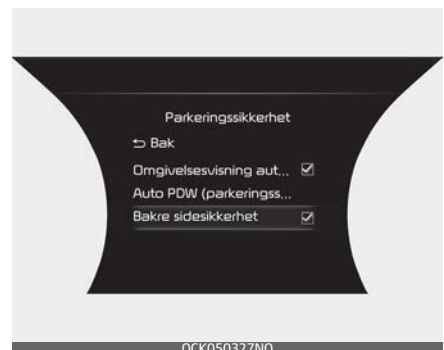 Parkeringssikkerhet
⮌ Bak
Omgivelsesvisning aut...
Auto PDW (parkeringss...
Bakre sidesikkerhet
OCK050327NO